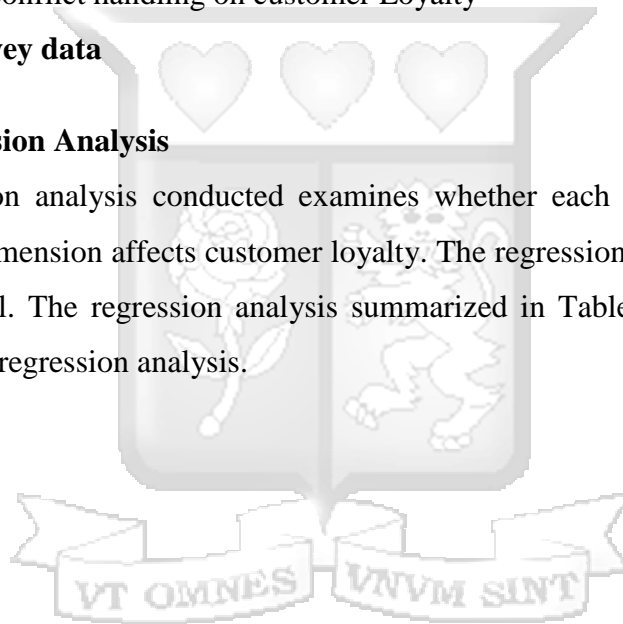 conflict handling on customer Loyalty
vey data
sion Analysis
on analysis conducted examines whether each
mension affects customer loyalty. The regression
l. The regression analysis summarized in Table
regression analysis.
VT OMNES VNVM SINT